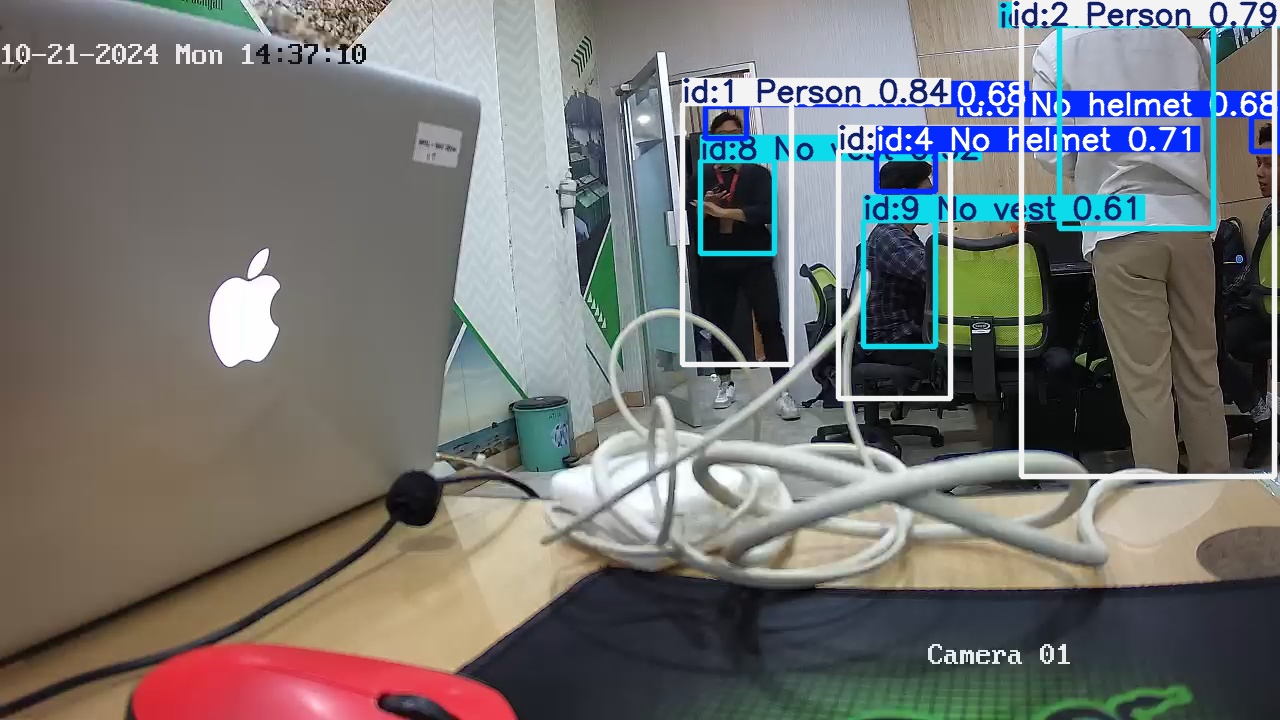 10-21-2024 Mon 14:37:10
id:2 Person 0.79
id:1 Person 0.84
0.68
No helmet 0.68
id:4 No helmet 0.71
id:8 No vest
id:9 No vest 0.61
Camera 01